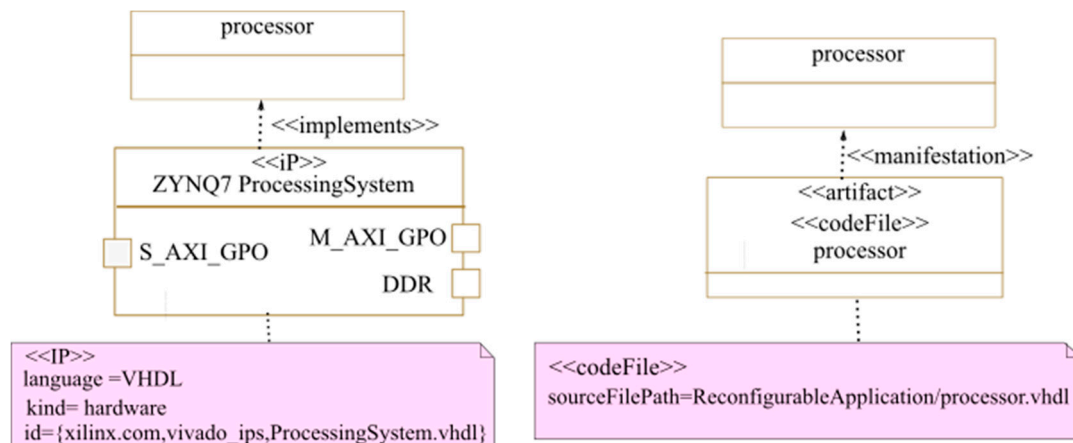 processor
<<implements>>
<<iP>>
ZYNQ7 ProcessingSystem
S_AXI_GPO
M_AXI_GPO
DDR
<<IP>>
language =VHDL
kind= hardware
id={xilinx.com,vivado_ips,ProcessingSystem.vhdl}
processor
<<manifestation>>
<<artifact>>
<<codeFile>>
processor
<<codeFile>>
sourceFilePath=ReconfigurableApplication/processor.vhdl